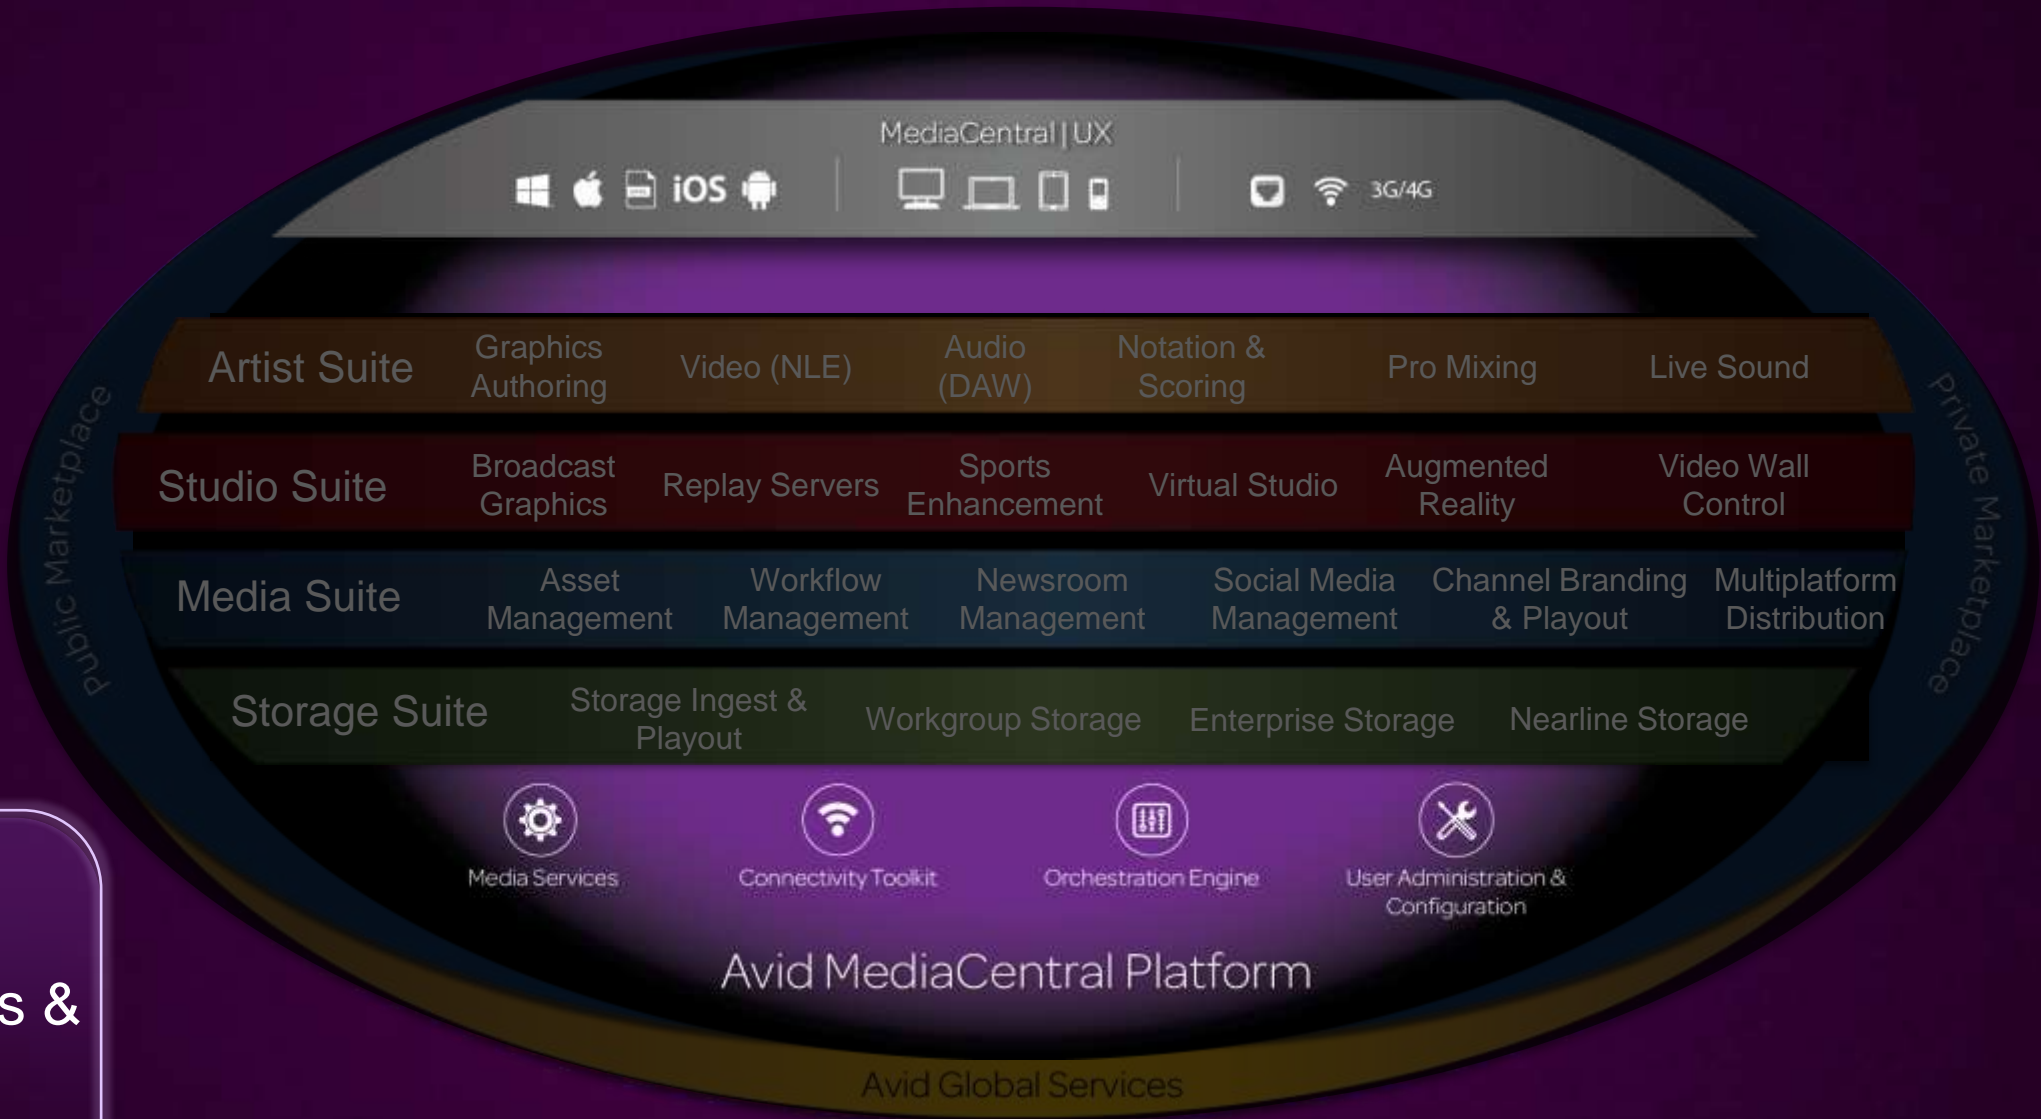 MediaCentral | UX
iOS
3G/4G
Artist Suite
Graphics
Authoring
Video (NLE)
Audio
(DAW)
Notation &
Scoring
Pro Mixing
Live Sound
Studio Suite
Broadcast
Graphics
Replay Servers
Sports
Enhancement
Virtual Studio
Augmented
Reality
Video Wall
Control
Media Suite
Asset
Management
Workflow
Management
Newsroom
Management
Social Media
Management
Channel Branding
& Playout
Multiplatform
Distribution
Storage Suite
Storage Ingest &
Playout
Workgroup Storage
Enterprise Storage
Nearline Storage
Public Marketplace
Private Marketplace
Media Services
Connectivity Toolkit
Orchestration Engine
User Administration &
Configuration
Avid MediaCentral Platform
Avid Global Services
s &